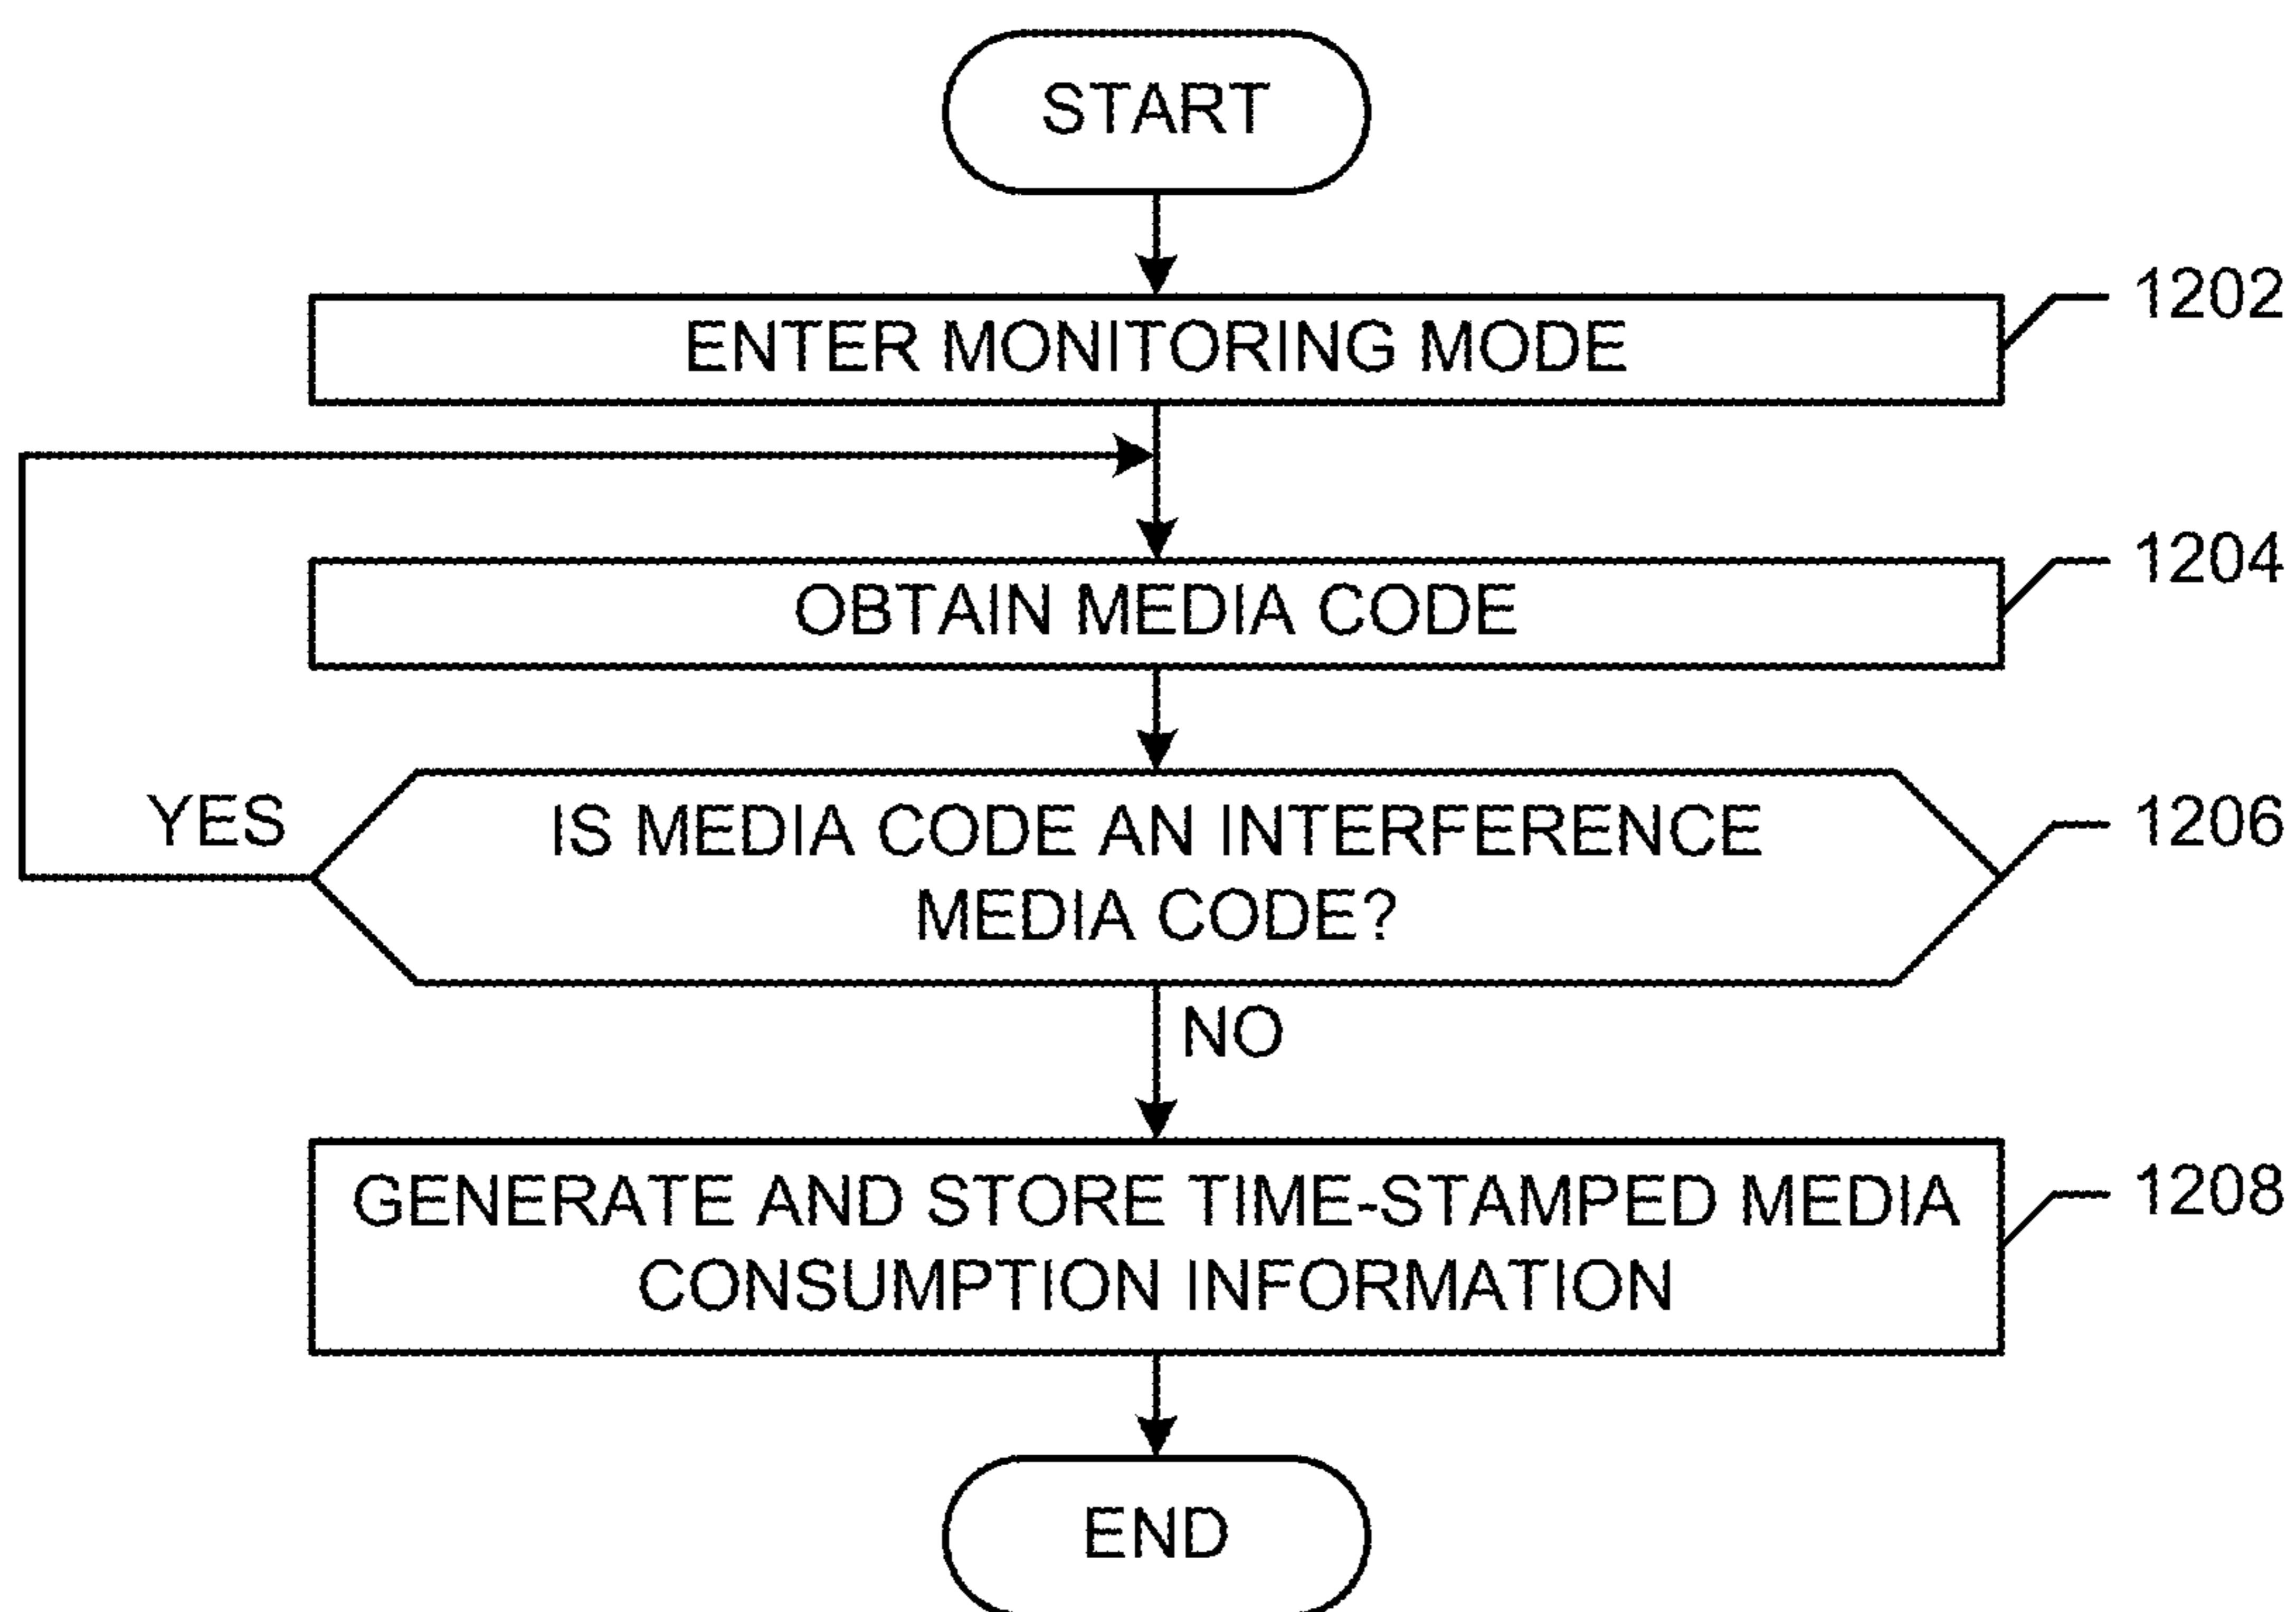 START
ENTER MONITORING MODE
1202
OBTAIN MEDIA CODE
1204
YES
IS MEDIA CODE AN INTERFERENCE
MEDIA CODE?
1206
NO
GENERATE AND STORE TIME-STAMPED MEDIA
CONSUMPTION INFORMATION
1208
END